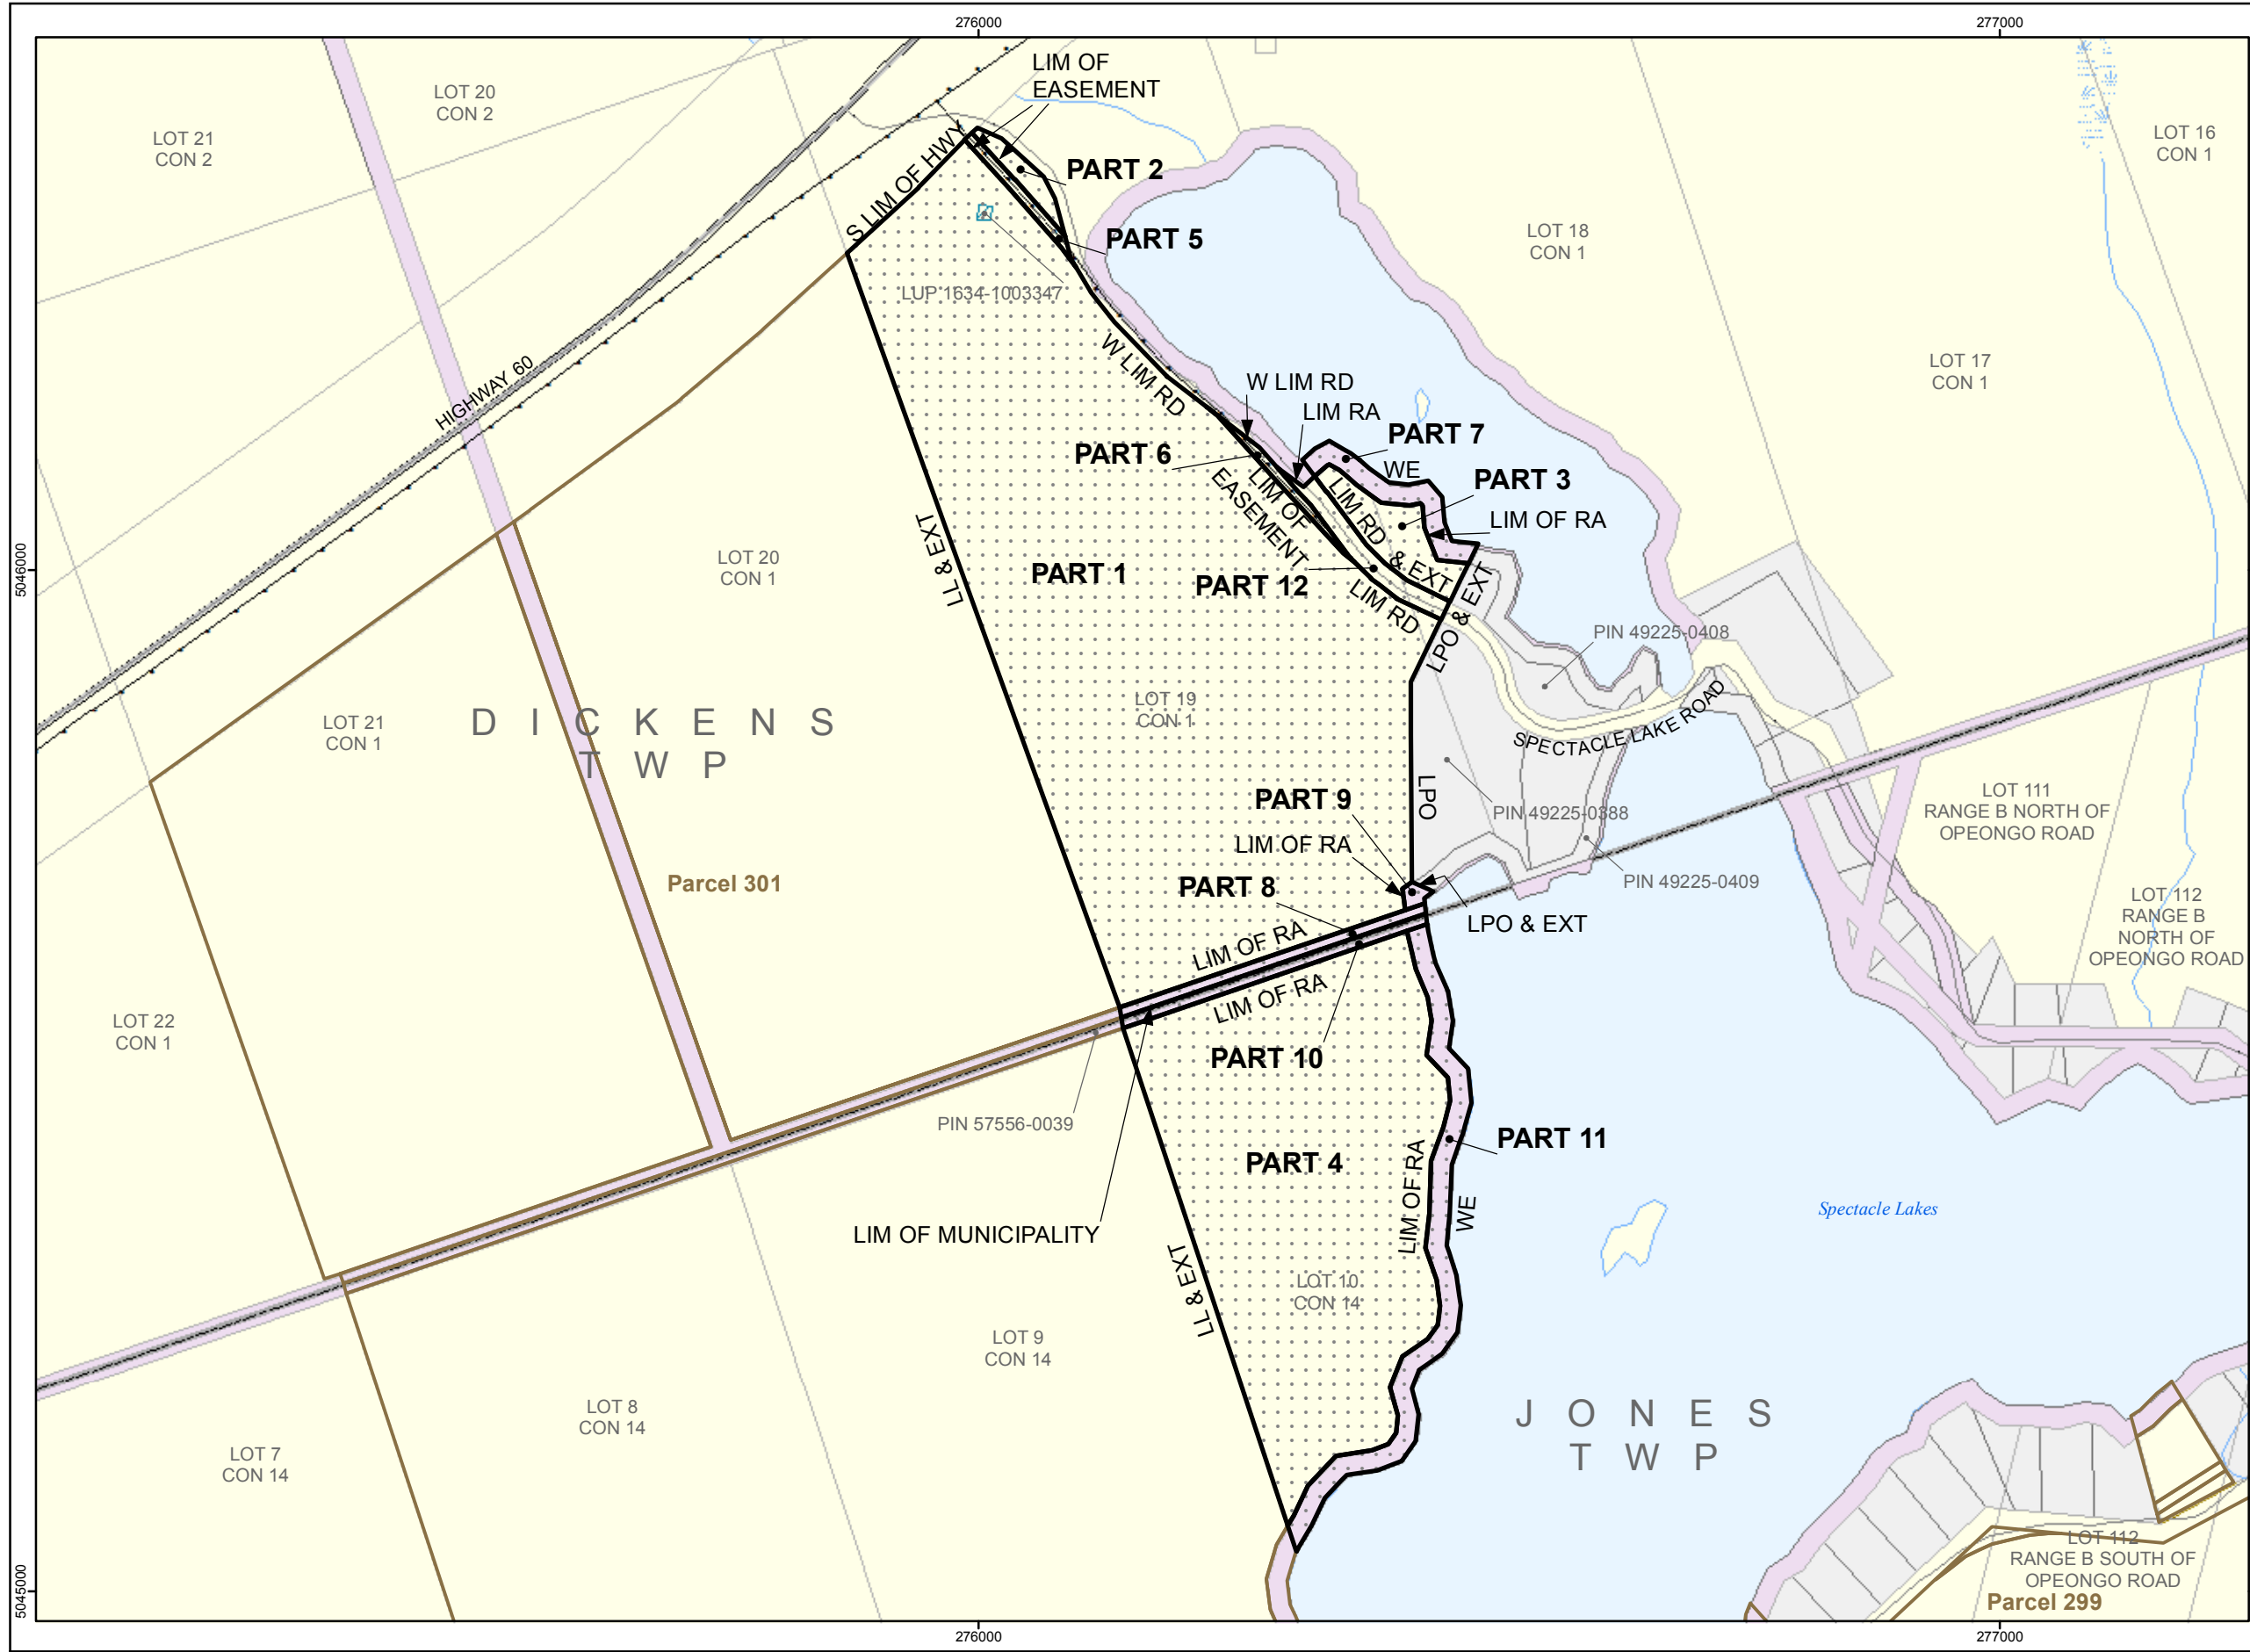 276000
277000
LIM OF
EASEMENT
LOT 20
CON 2
LOT 21
CON 2
LOT 16
CON 1
S LIM OF HWY
PART 2
LOT 18
CON 1
PART 5
LUP 1634-1003347
W LIM RD
HIGHWAY 60
W LIM RD
LIM RA
LOT 17
CON 1
PART 7
WE
PART 6
PART 3
LIM OF
EASEMENT
LIM RD & EXT
LIM OF RA
LL & EXT
5046000
LOT 20
CON 1
PART 1
PART 12
LIM RD
LPO & EXT
PIN 49225-0408
LOT 19
CON 1
SPECTACLE LAKE ROAD
LOT 21
CON 1
DICKENS
TWP
LPO
PART 9
PIN 49225-0388
LOT 111
RANGE B NORTH OF
OPEONGO ROAD
LIM OF RA
Parcel 301
PART 8
PIN 49225-0409
LPO & EXT
LOT 112
RANGE B
NORTH OF
OPEONGO ROAD
LIM OF RA
LIM OF RA
LOT 22
CON 1
PART 10
PIN 57556-0039
PART 11
PART 4
LIM OF RA
WE
Spectacle Lakes
LIM OF MUNICIPALITY
LL & EXT
LOT 10
CON 14
LOT 9
CON 14
LOT 8
CON 14
JONES
TWP
LOT 7
CON 14
LOT 112
RANGE B SOUTH OF
OPEONGO ROAD
Parcel 299
5045000
276000
277000